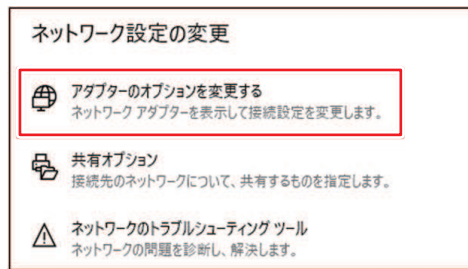 ネットワーク設定の変更
アダプターのオプションを変更する
ネットワーク アダプターを表示して接続設定を変更します。
共有オプション
接続先のネットワークについて、共有するものを指定します。
ネットワークのトラブルシューティング ツール
ネットワークの問題を診断し、解決します。